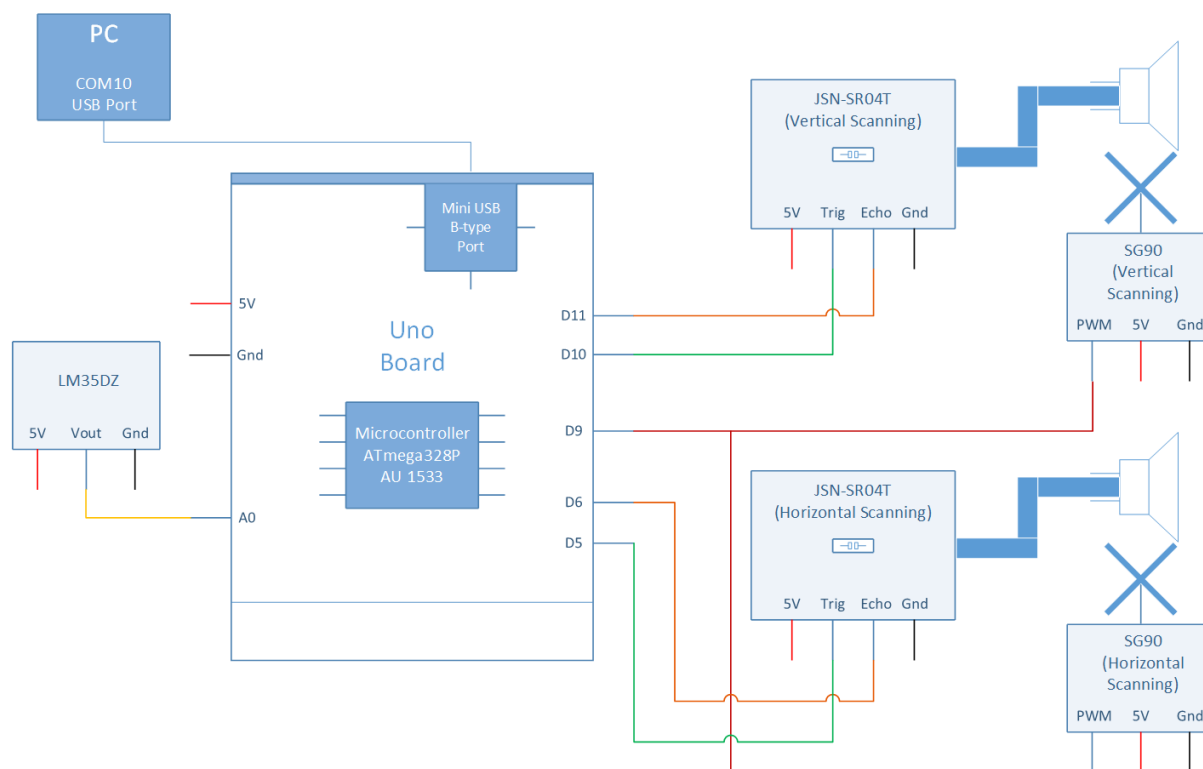 PC
COM10
USB Port
Mini USB
B-type
Port
5V
Gnd
Uno
Board
Microcontroller
ATmega328P
AU 1533
A0
D11
D10
D9
D6
D5
LM35DZ
5V Vout Gnd
JSN-SR04T
(Vertical Scanning)
5V Trig Echo Gnd
SG90
(Vertical
Scanning)
PWM 5V Gnd
JSN-SR04T
(Horizontal Scanning)
5V Trig Echo Gnd
SG90
(Horizontal
Scanning)
PWM 5V Gnd